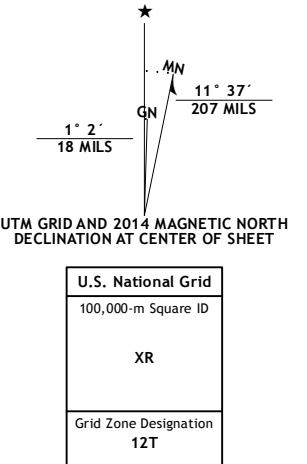 ★
MN
GN
11° 37´
207 MILS
1° 2´
18 MILS
UTM GRID AND 2014 MAGNETIC NORTH
DECLINATION AT CENTER OF SHEET
U.S. National Grid
100,000-m Square ID
XR
Grid Zone Designation
12T